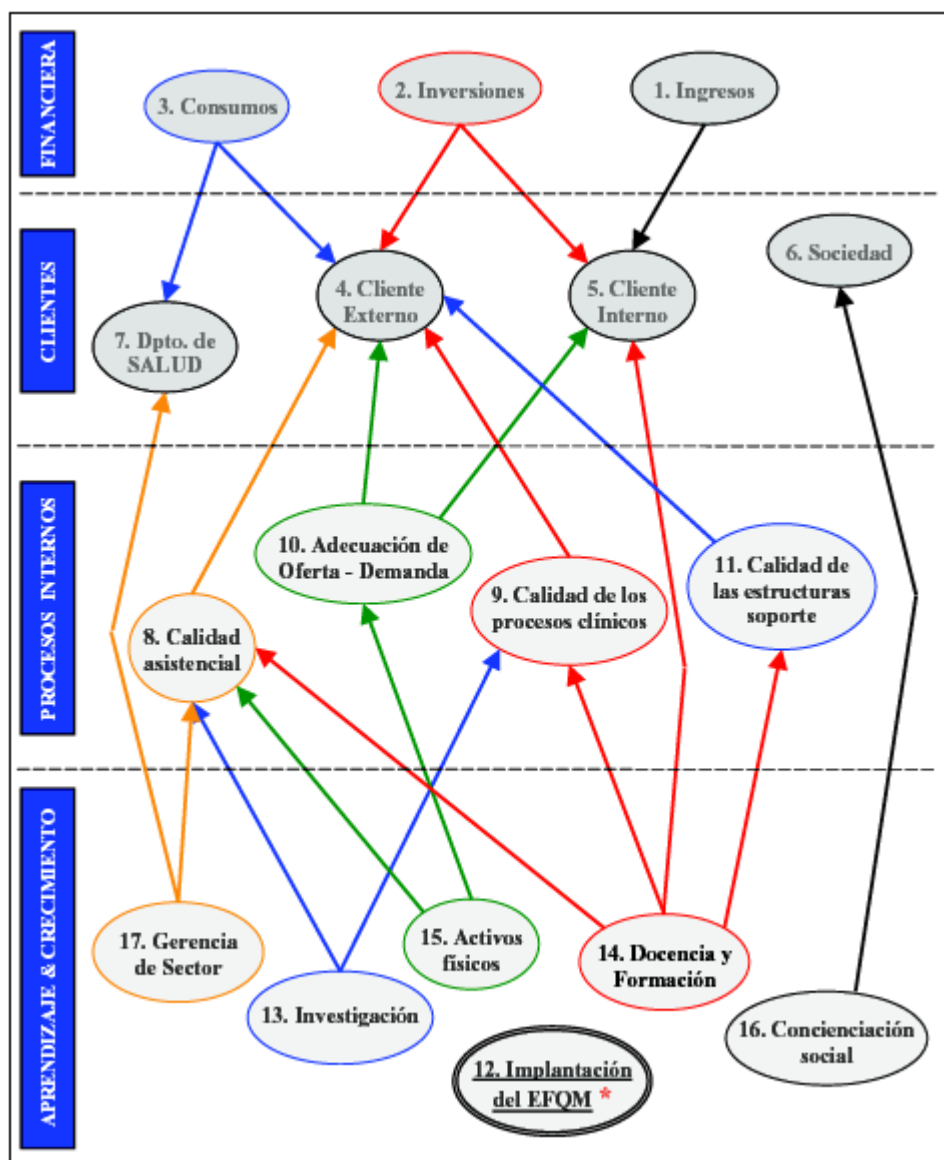 FINANCIERA
3. Consumos
2. Inversiones
1. Ingresos
CLIENTES
7. Dpto. de
SALUD
4. Cliente
Externo
5. Cliente
Interno
6. Sociedad
PROCESOS INTERNOS
8. Calidad
asistencial
10. Adecuación de
Oferta - Demanda
9. Calidad de los
procesos clínicos
11. Calidad de
las estructuras
soporte
APRENDIZAJE & CRECIMIENTO
17. Gerencia
de Sector
13. Investigación
15. Activos
físicos
14. Docencia y
Formación
16. Concienciación
social
12. Implantación
del EFQM *